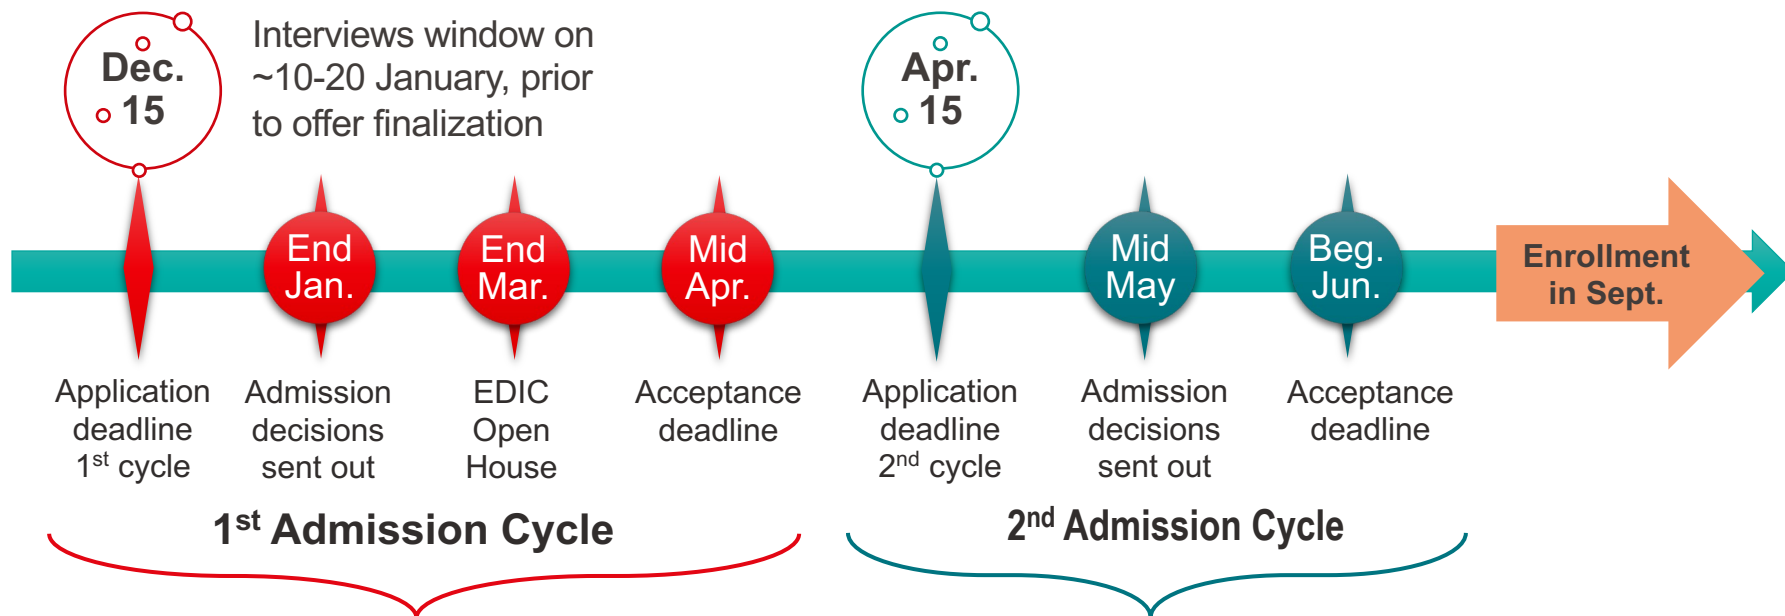 Dec.
15
Interviews window on
~10-20 January, prior
to offer finalization
Apr.
15
End
Jan.
End
Mar.
Mid
Apr.
Mid
May
Beg.
Jun.
Enrollment
in Sept.
Application
deadline
1st cycle
Admission
decisions
sent out
EDIC
Open
House
Acceptance
deadline
Application
deadline
2nd cycle
Admission
decisions
sent out
Acceptance
deadline
1st Admission Cycle
2nd Admission Cycle